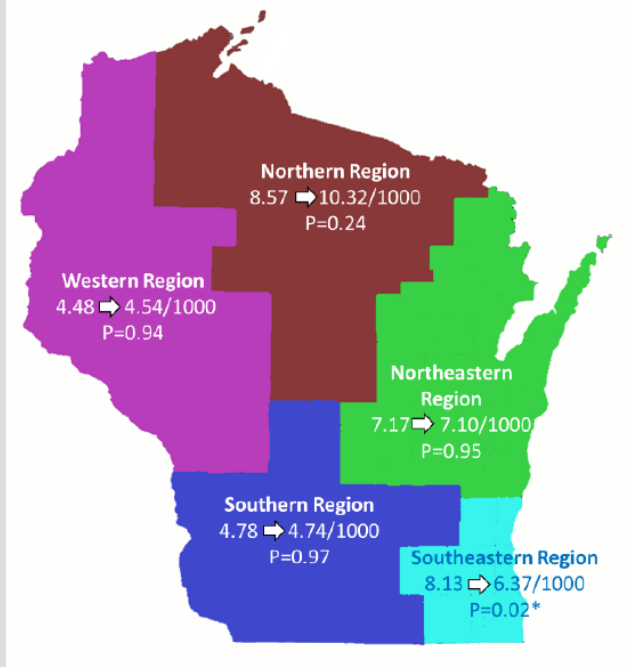 Northern Region
8.57 ⇨ 10.32/1000
P=0.24
Western Region
4.48 ⇨ 4.54/1000
P=0.94
Northeastern
Region
7.17 ⇨ 7.10/1000
P=0.95
Southern Region
4.78 ⇨ 4.74/1000
P=0.97
Southeastern Region
8.13 ⇨ 6.37/1000
P=0.02*